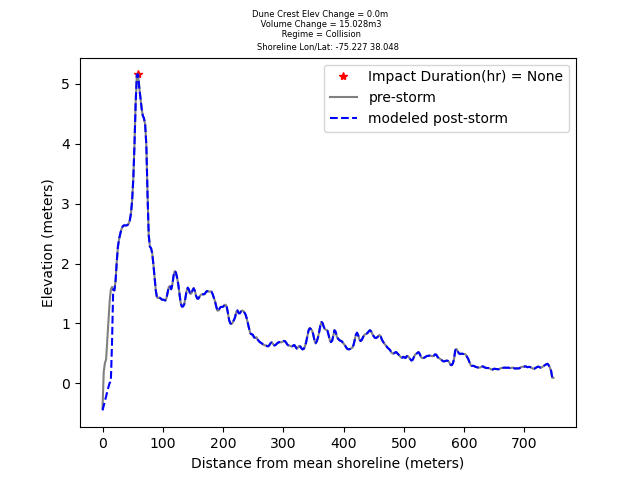 Dune Crest Elev Change = 0.0m
Volume Change = 15.028m3
Regime = Collision
Shoreline Lon/Lat: -75.227 38.048
Impact Duration(hr) = None
pre-storm
modeled post-storm
Elevation (meters)
5
4
3
2
1
0
0 100 200 300 400 500 600 700
Distance from mean shoreline (meters)